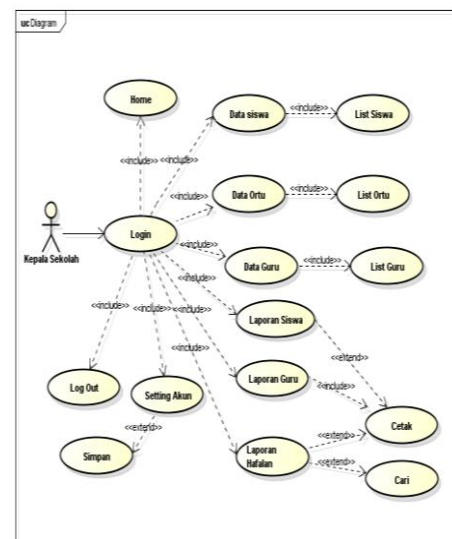 uc Diagram
Home
Data siswa
<<include>>
List Siswa
<<include>> <<include>>
<<include>>
Data Ortu
<<include>>
List Ortu
Login
<<include>>
Kepala Sekolah
Data Guru
<<include>>
List Guru
<<include>>
Laporan Siswa
<<include>>
<<include>>
<<include>>
<<include>>
<<extend>>
Log Out
Setting Akun
Laporan Guru
<<include>>
Cetak
<<extend>>
<<extend>>
Simpan
Laporan
Hafalan
<<extend>>
Cari